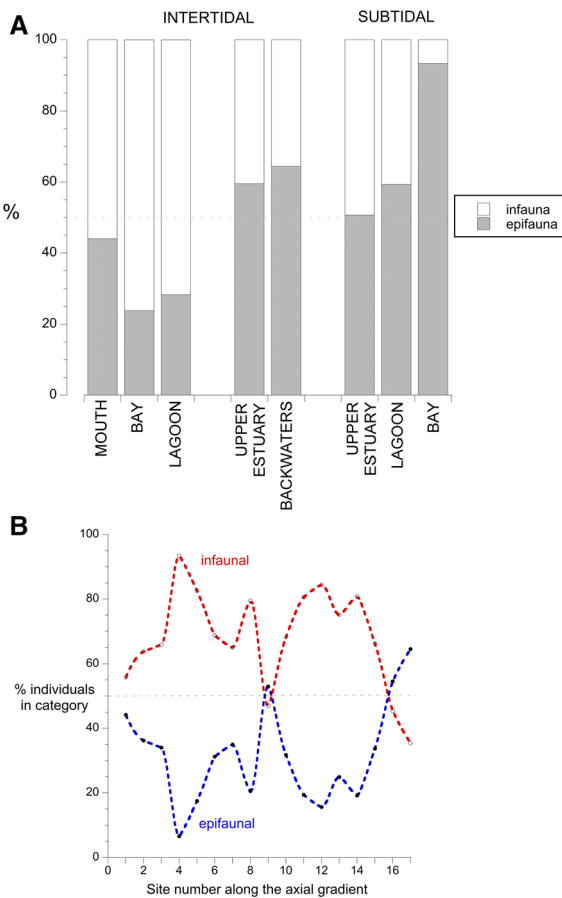 A
INTERTIDAL SUBTIDAL
100
80
60
%
40
20
0
infauna
epifauna
MOUTH
BAY
LAGOON
UPPER
ESTUARY
BACKWATERS
UPPER
ESTUARY
LAGOON
BAY
B
100
80
60
% individuals
in category
40
20
0
infaunal
epifaunal
0 2 4 6 8 10 12 14 16
Site number along the axial gradient